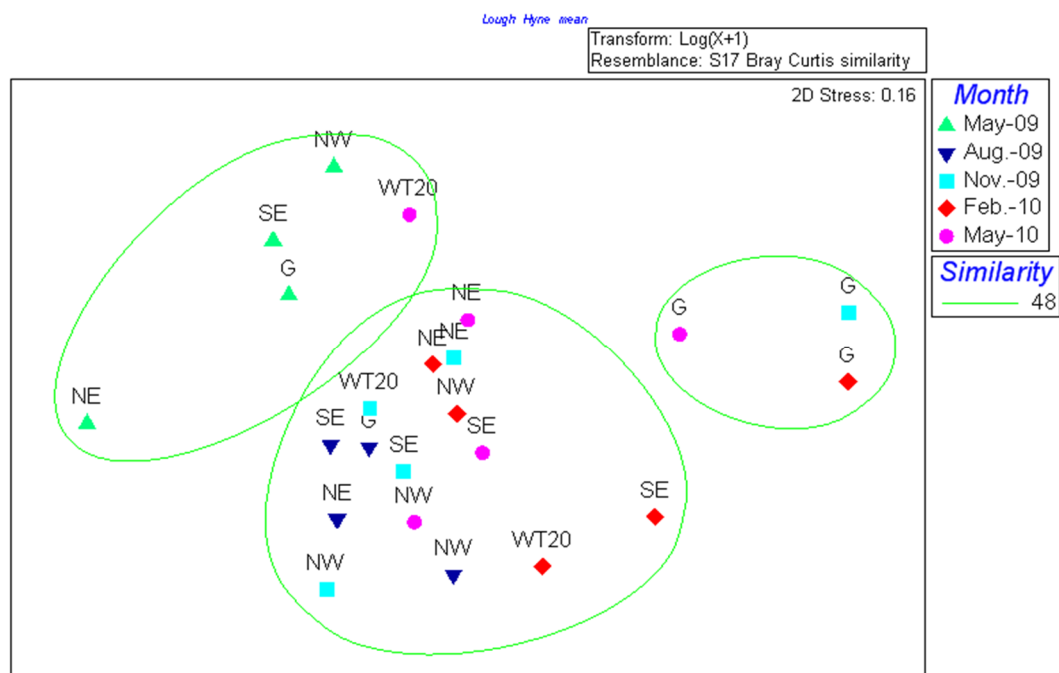 Lough Hyne mean
Transform: Log(X+1)
Resemblance: S17 Bray Curtis similarity
2D Stress: 0.16
Month
May-09
Aug.-09
Nov.-09
Feb.-10
May-10
Similarity
48
NW
WT20
SE
G
NE
G
G
G
NE
NE
NE
NW
WT20
SE
G
SE
SE
NE
NW
SE
NW
NW
WT20